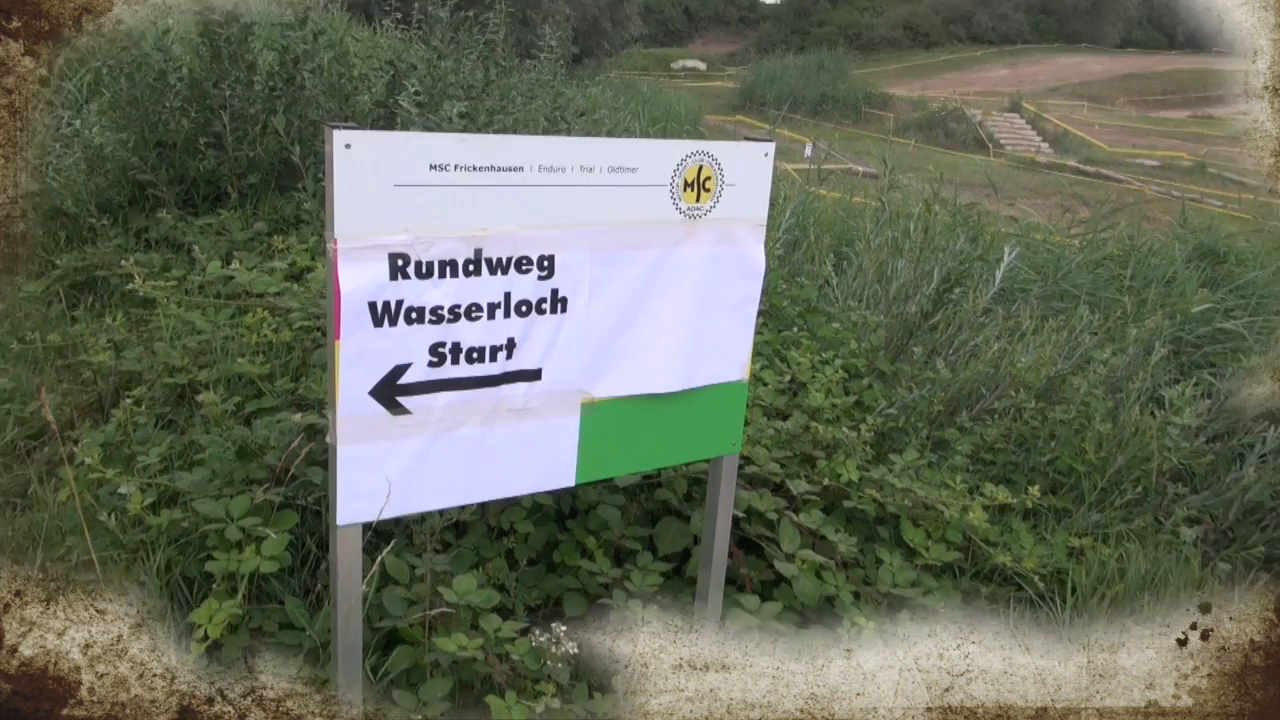 MSC Frickenhausen | Enduro | Trial | Oldtimer
MSC
ADAC
Rundweg
Wasserloch
Start